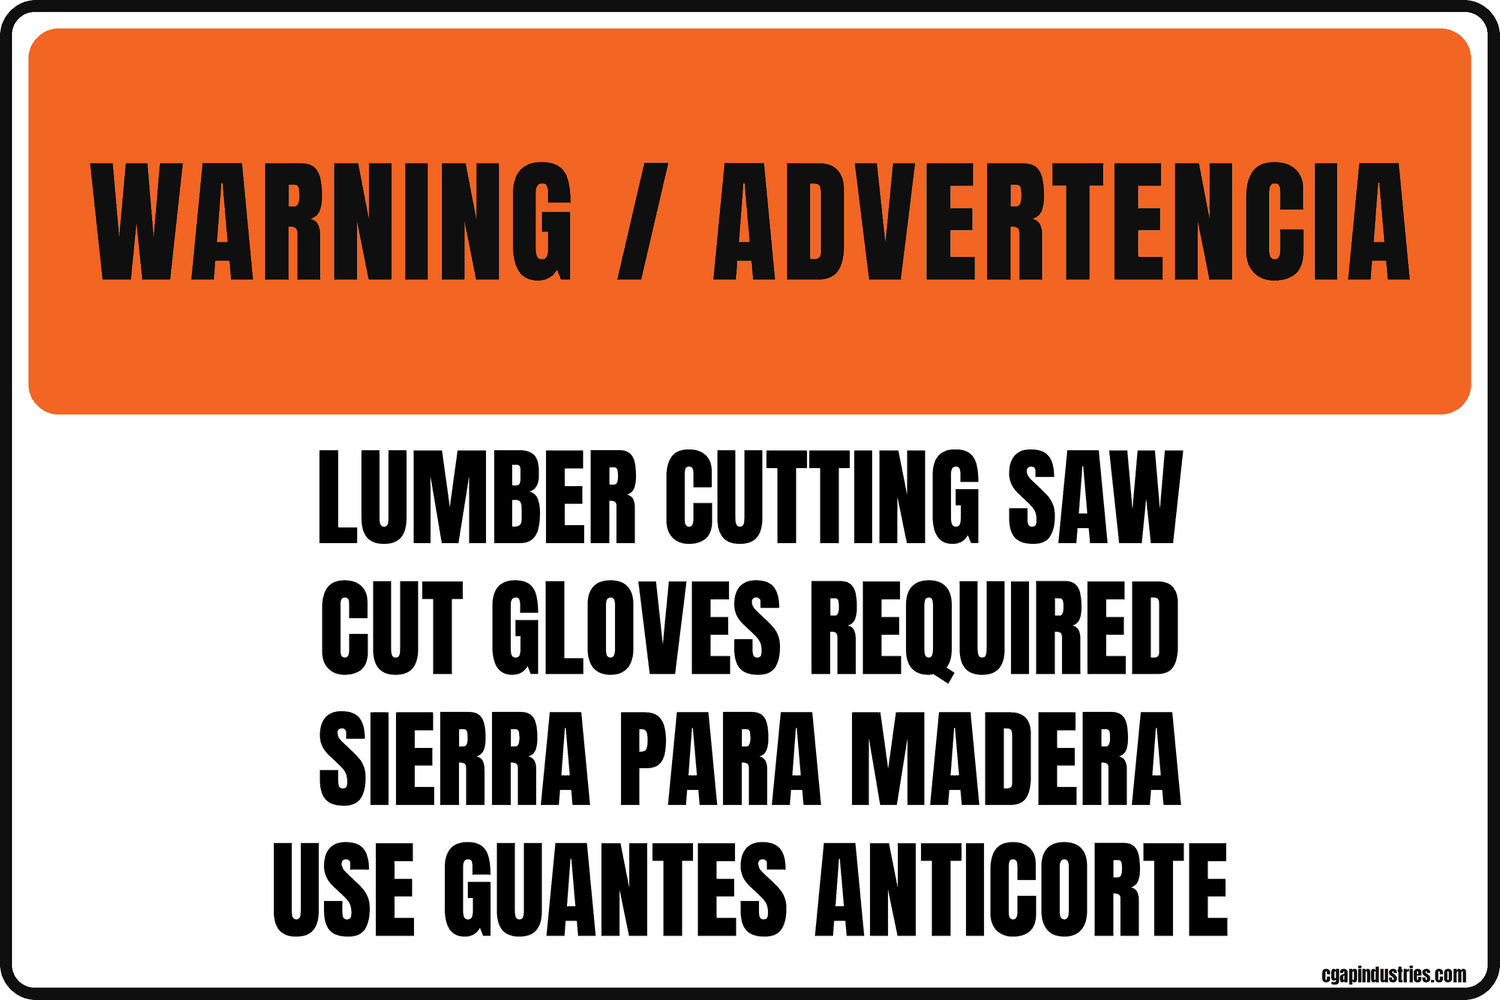 WARNING / ADVERTENCIA
LUMBER CUTTING SAW
CUT GLOVES REQUIRED
SIERRA PARA MADERA
USE GUANTES ANTICORTE
cgapindustries.com